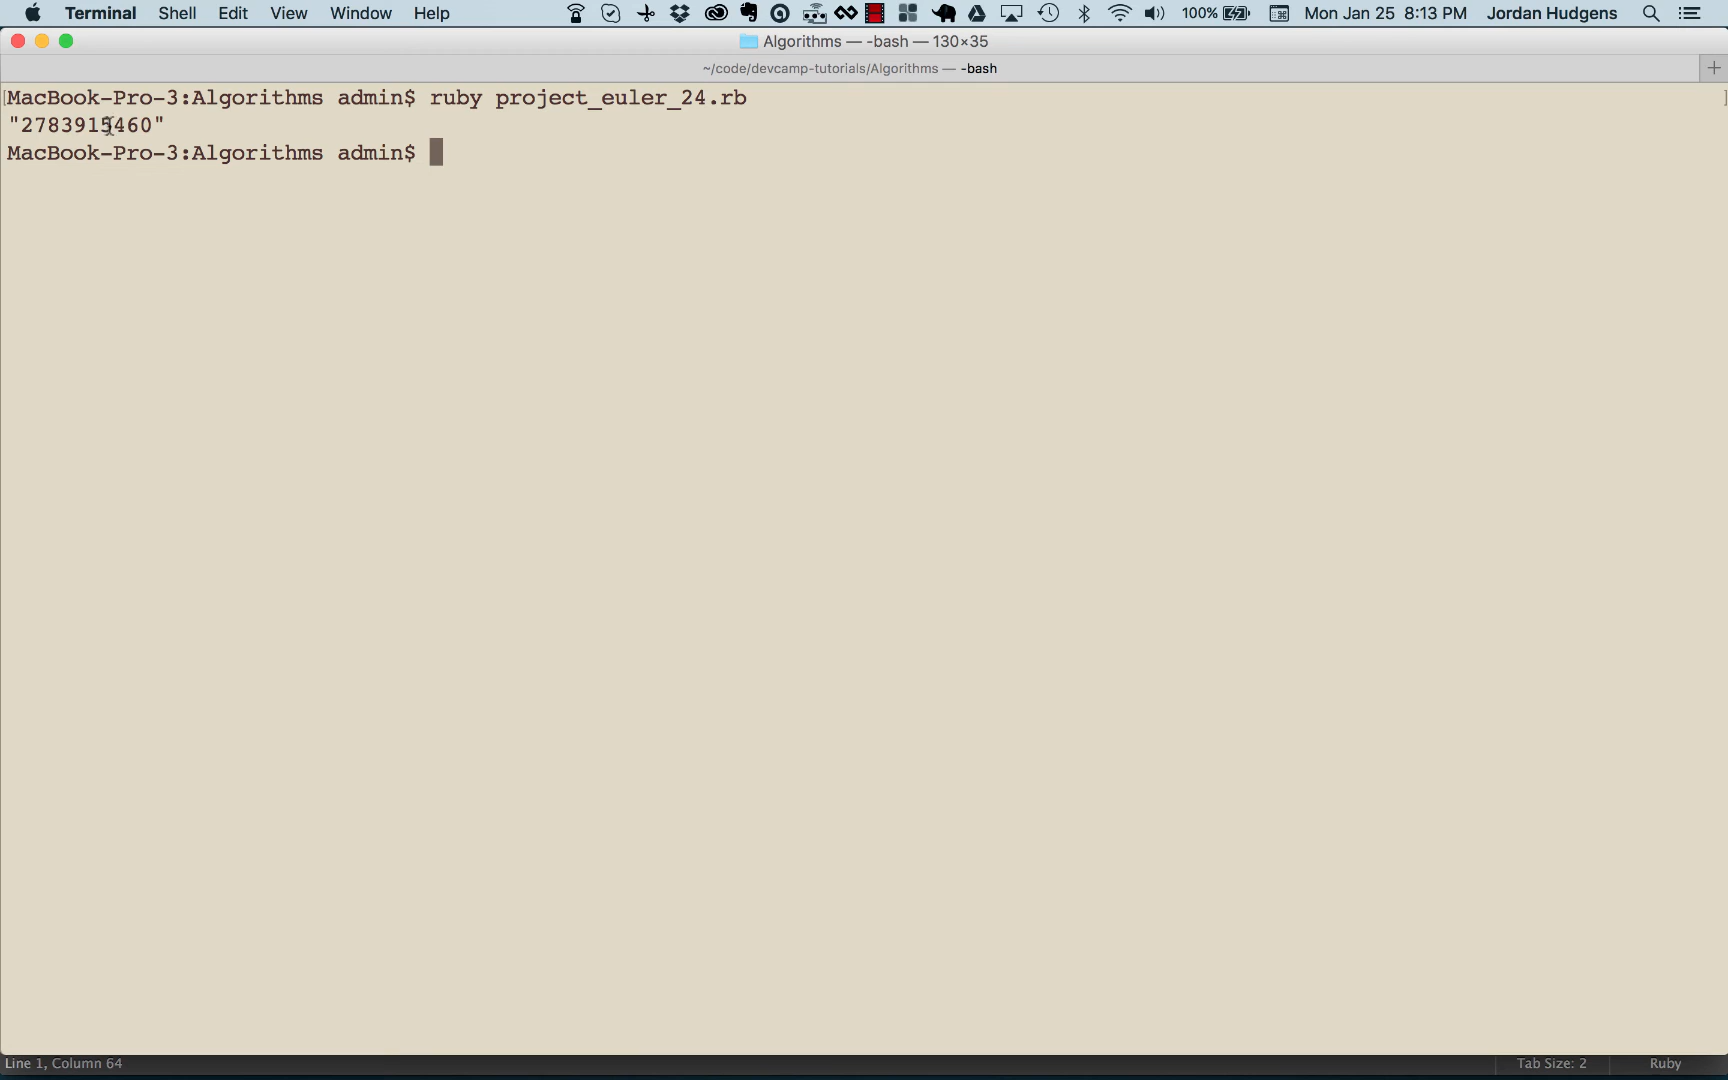 Terminal Shell Edit View Window Help 100% Mon Jan 25 8:13 PM Jordan Hudgens
Algorithms — -bash — 130×35
~/code/devcamp-tutorials/Algorithms — -bash
MacBook-Pro-3:Algorithms admin$ ruby project_euler_24.rb
"2783915460"
MacBook-Pro-3:Algorithms admin$
Line 1, Column 64 Tab Size: 2 Ruby